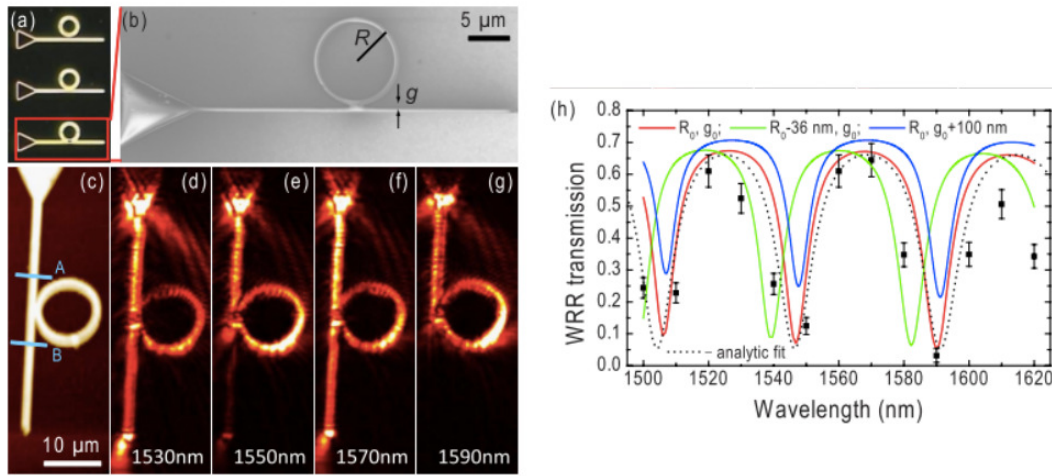 (a)
(b)
5 μm
R
g
(c)
A
B
10 μm
(d)
1530nm
(e)
1550nm
(f)
1570nm
(g)
1590nm
(h)
WRR transmission
0.8
0.7
0.6
0.5
0.4
0.3
0.2
0.1
0.0
R₀, g₀; R₀-36 nm, g₀; R₀, g₀+100 nm
– analytic fit
1500 1520 1540 1560 1580 1600 1620
Wavelength (nm)